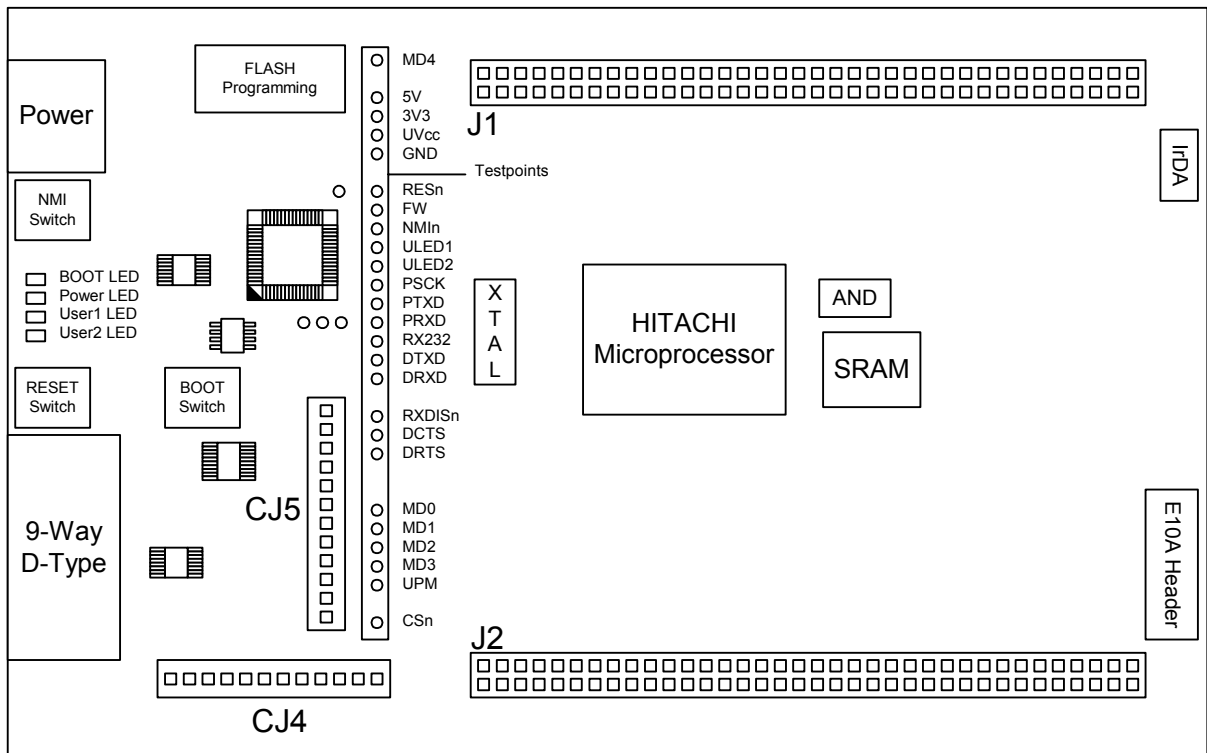 FLASH
Programming
Power
NMI
Switch
BOOT LED
Power LED
User1 LED
User2 LED
RESET
Switch
BOOT
Switch
9-Way
D-Type
CJ5
CJ4
MD4
5V
3V3
UVcc
GND
Testpoints
RESn
FW
NMIn
ULED1
ULED2
PSCK
PTXD
PRXD
RX232
DTXD
DRXD
RXDISn
DCTS
DRTS
MD0
MD1
MD2
MD3
UPM
CSn
J1
X
T
A
L
HITACHI
Microprocessor
AND
SRAM
IrDA
E10A Header
J2